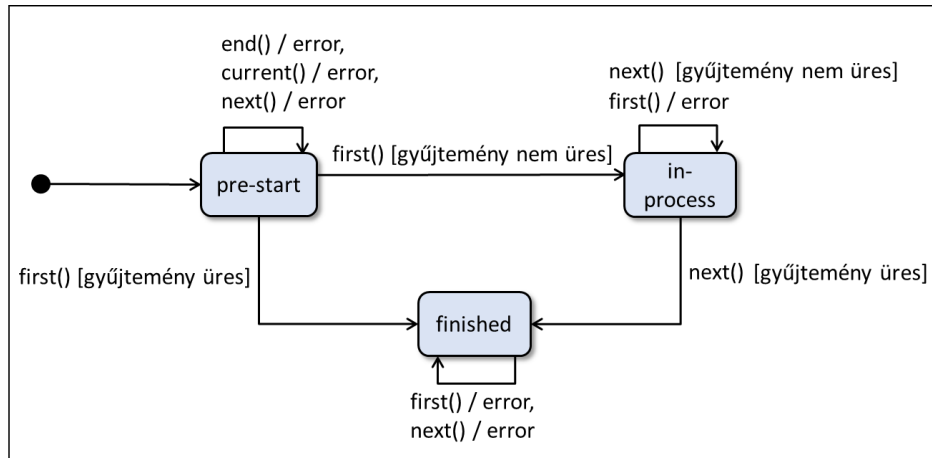 end() / error,
current() / error,
next() / error
next() [gyűjtemény nem üres]
first() / error
first() [gyűjtemény nem üres]
pre-start
in-
process
first() [gyűjtemény üres]
next() [gyűjtemény üres]
finished
first() / error,
next() / error